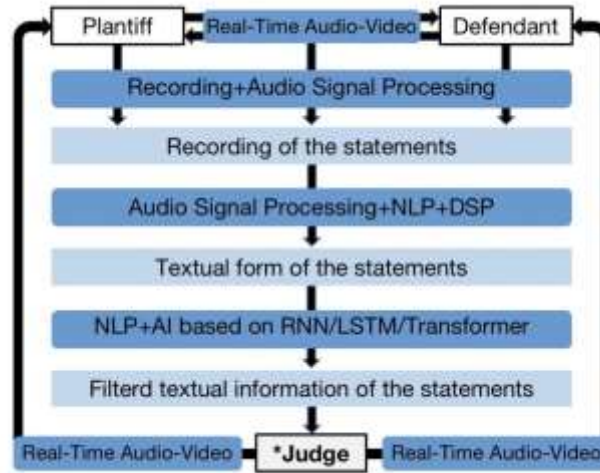 Plantiff
Real-Time Audio-Video
Defendant
Recording+Audio Signal Processing
Recording of the statements
Audio Signal Processing+NLP+DSP
Textual form of the statements
NLP+AI based on RNN/LSTM/Transformer
Filterd textual information of the statements
Real-Time Audio-Video
*Judge
Real-Time Audio-Video